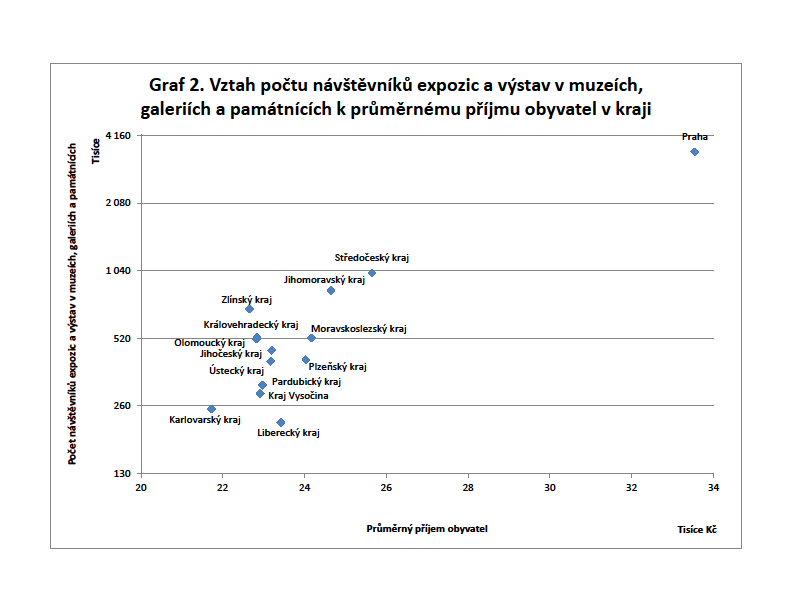 Graf 2. Vztah počtu návštěvníků expozic a výstav v muzeích,
galeriích a památnících k průměrnému příjmu obyvatel v kraji
Počet návštěvníků expozic a výstav v muzeích, galeriích a památnících
Tisíce
4 160
2 080
1 040
520
260
130
Praha
Středočeský kraj
Jihomoravský kraj
Zlínský kraj
Královehradecký kraj
Moravskoslezský kraj
Olomoucký kraj
Jihočeský kraj
Ústecký kraj
Plzeňský kraj
Pardubický kraj
Kraj Vysočina
Karlovarský kraj
Liberecký kraj
20 22 24 26 28 30 32 34
Průměrný příjem obyvatel
Tisíce Kč